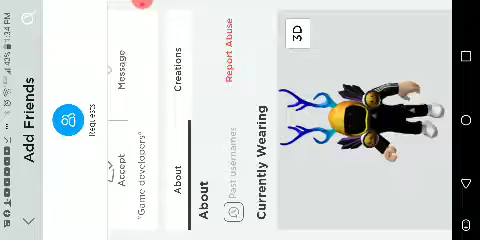 1:34 PM
43%
Add Friends
Requests
Message
Accept
"Game developers"
About
Creations
About
Report Abuse
Past usernames
Currently Wearing
3D